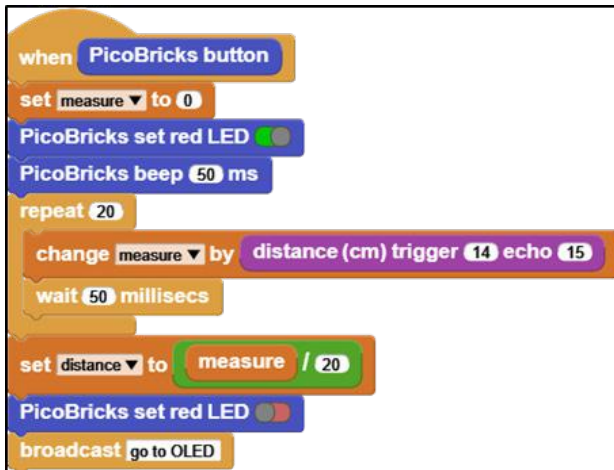 when PicoBricks button
set measure to 0
PicoBricks set red LED
PicoBricks beep 50 ms
repeat 20
change measure by distance (cm) trigger 14 echo 15
wait 50 millisecs
set distance to measure / 20
PicoBricks set red LED
broadcast go to OLED